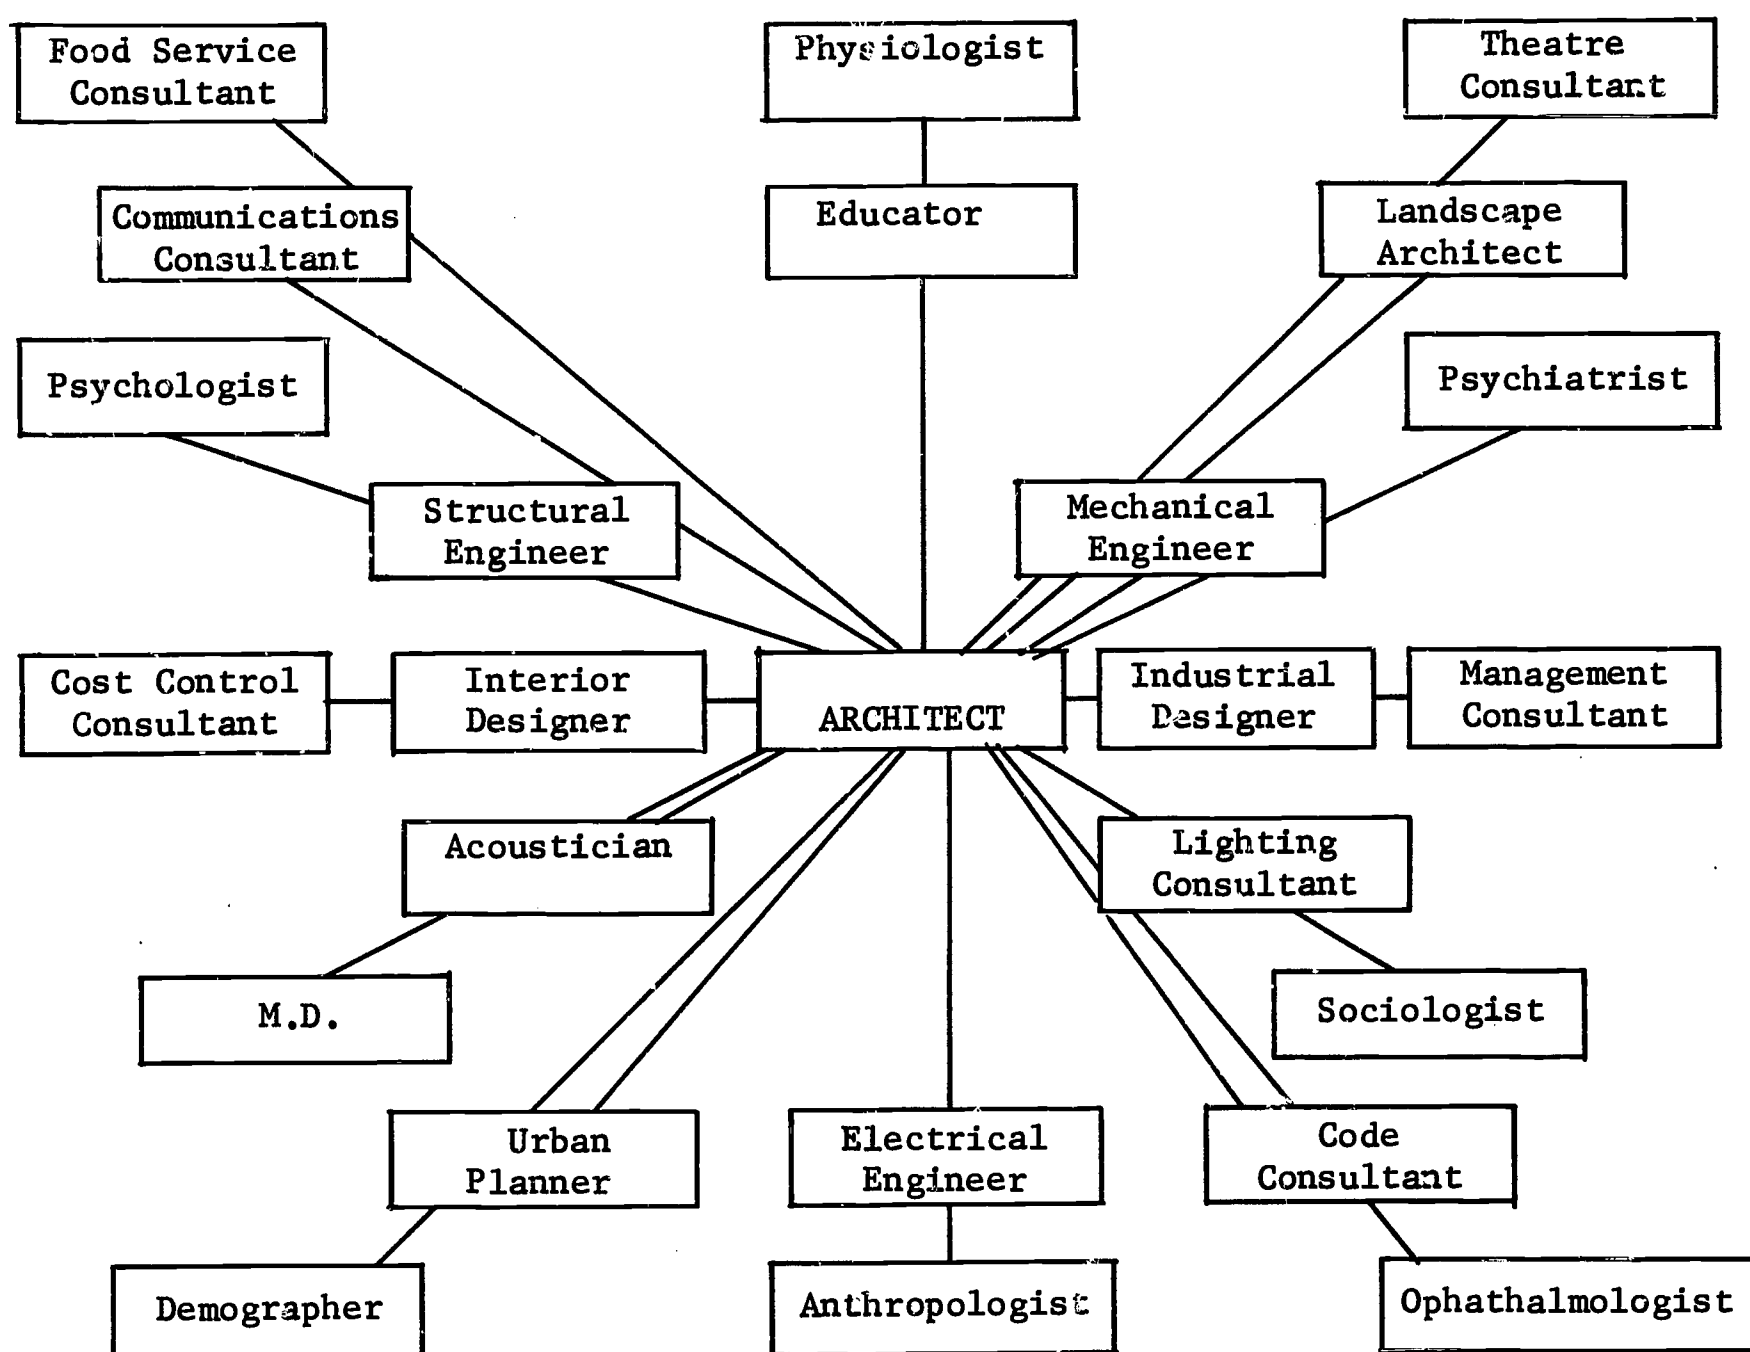 Food Service
Consultant
Physiologist
Theatre
Consultant
Communications
Consultant
Educator
Landscape
Architect
Psychologist
Psychiatrist
Structural
Engineer
Mechanical
Engineer
Cost Control
Consultant
Interior
Designer
ARCHITECT
Industrial
Designer
Management
Consultant
Acoustician
Lighting
Consultant
M.D.
Sociologist
Urban
Planner
Electrical
Engineer
Code
Consultant
Demographer
Anthropologist
Ophathalmologist